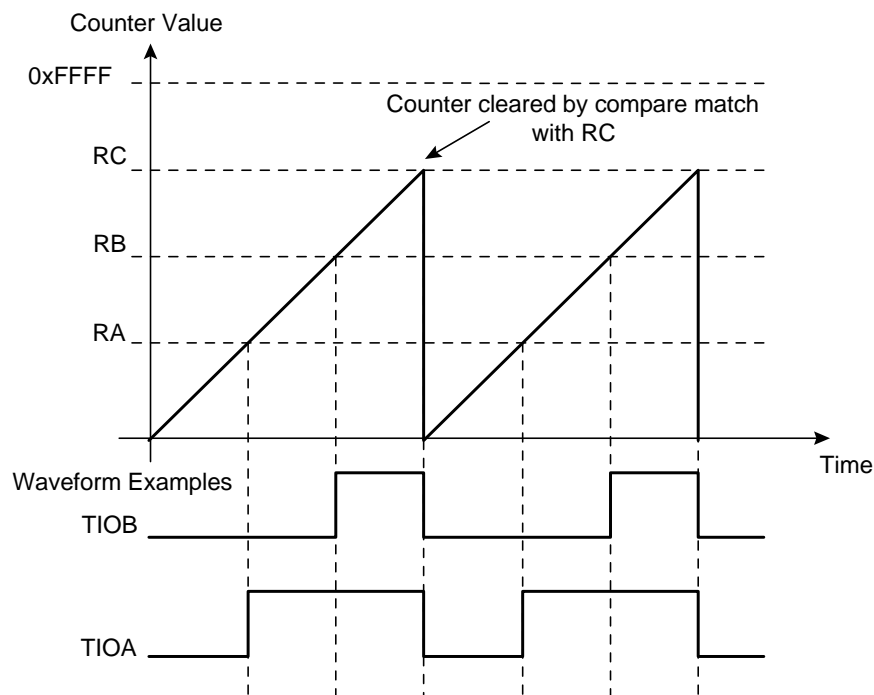 Counter Value
0xFFFF
Counter cleared by compare match
with RC
RC
RB
RA
Time
Waveform Examples
TIOB
TIOA